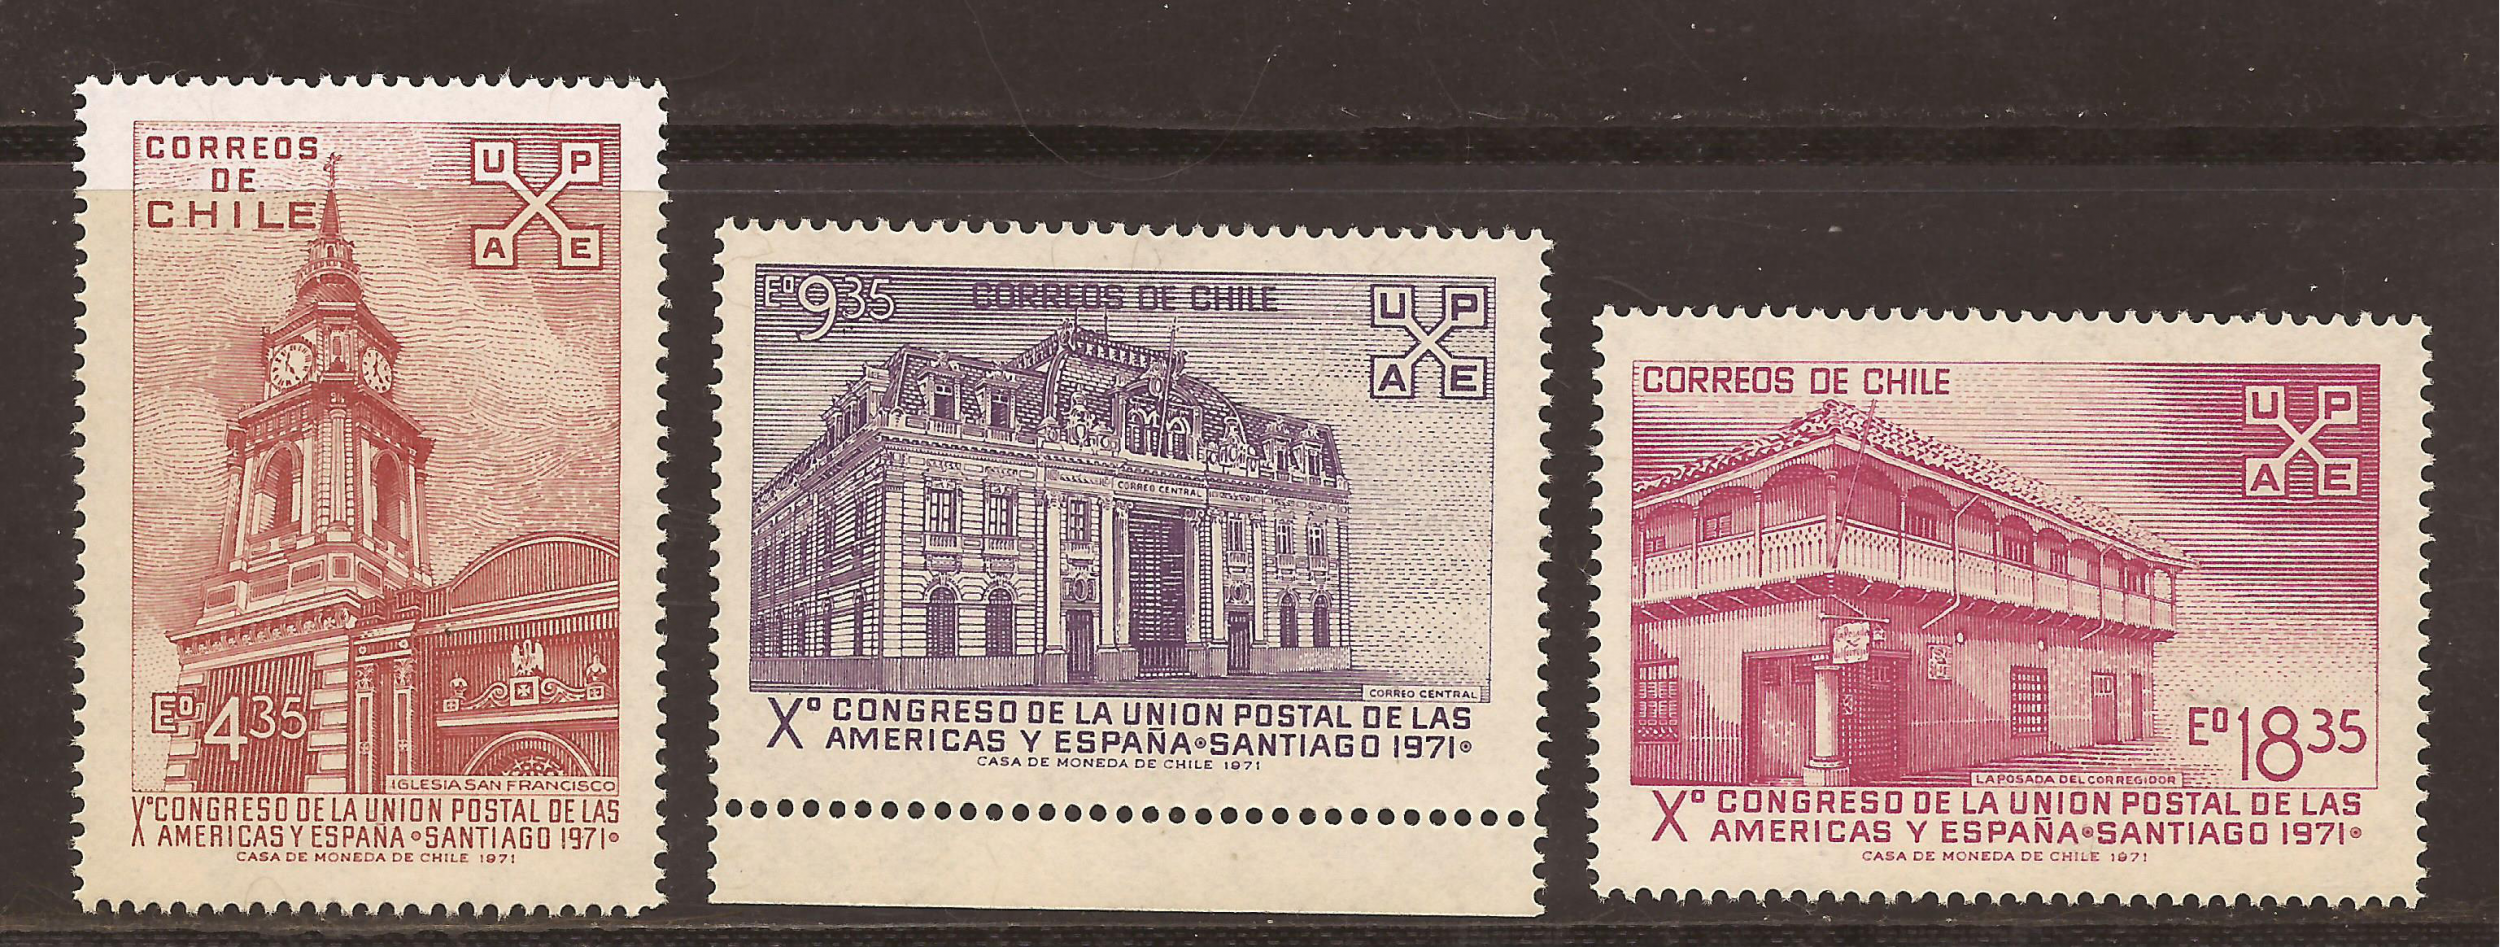 CORREOS
DE
CHILE
U P
A E
Eº 4 35
IGLESIA SAN FRANCISCO
Xº CONGRESO DE LA UNION POSTAL DE LAS
AMERICAS Y ESPAÑA • SANTIAGO 1971 •
CASA DE MONEDA DE CHILE 1971
Eº 9 35
CORREOS DE CHILE
U P
A E
CORREO CENTRAL
CORREO CENTRAL
Xº CONGRESO DE LA UNION POSTAL DE LAS
AMERICAS Y ESPAÑA • SANTIAGO 1971 •
CASA DE MONEDA DE CHILE 1971
CORREOS DE CHILE
U P
A E
Eº 18 35
LA POSADA DEL CORREGIDOR
Xº CONGRESO DE LA UNION POSTAL DE LAS
AMERICAS Y ESPAÑA • SANTIAGO 1971 •
CASA DE MONEDA DE CHILE 1971